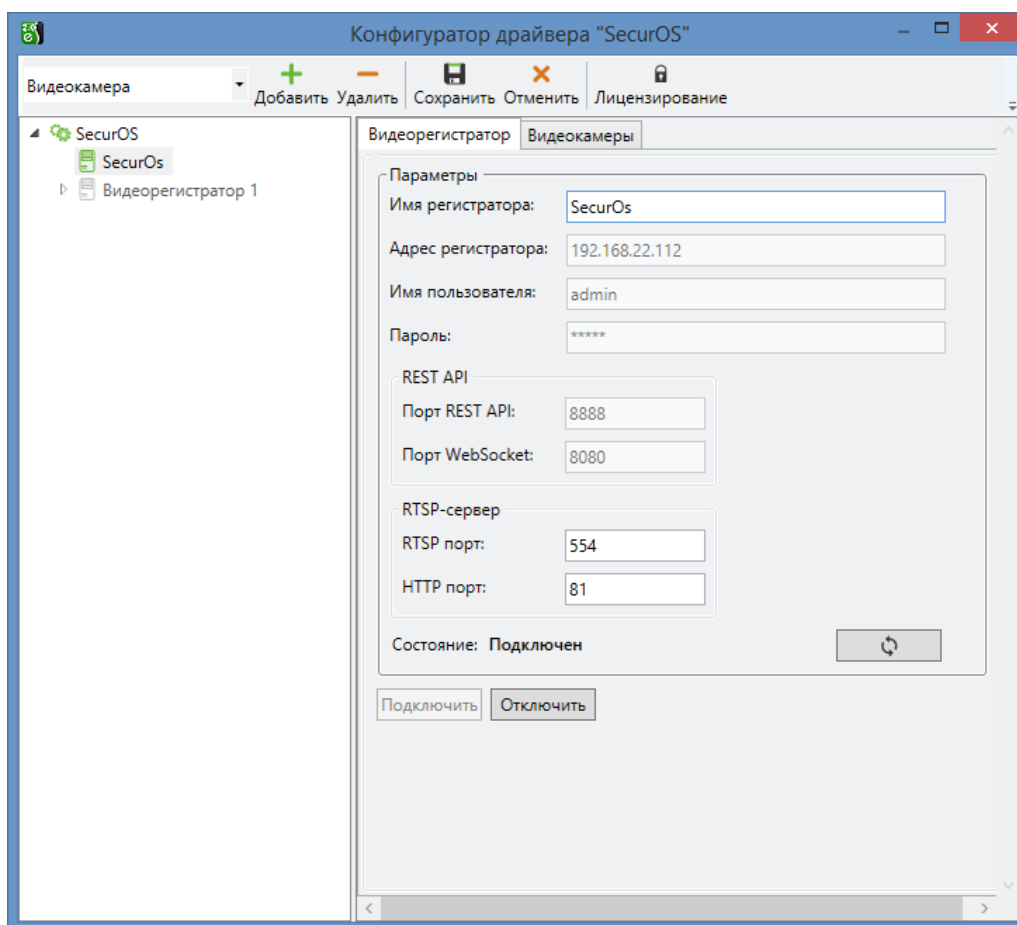 Конфигуратор драйвера "SecurOS"
Видеокамера
Добавить Удалить Сохранить Отменить Лицензирование
SecurOS
SecurOs
Видеорегистратор 1
Видеорегистратор Видеокамеры
Параметры
Имя регистратора: SecurOs
Адрес регистратора: 192.168.22.112
Имя пользователя: admin
Пароль: *****
REST API
Порт REST API: 8888
Порт WebSocket: 8080
RTSP-сервер
RTSP порт: 554
HTTP порт: 81
Состояние: Подключен
Подключить Отключить